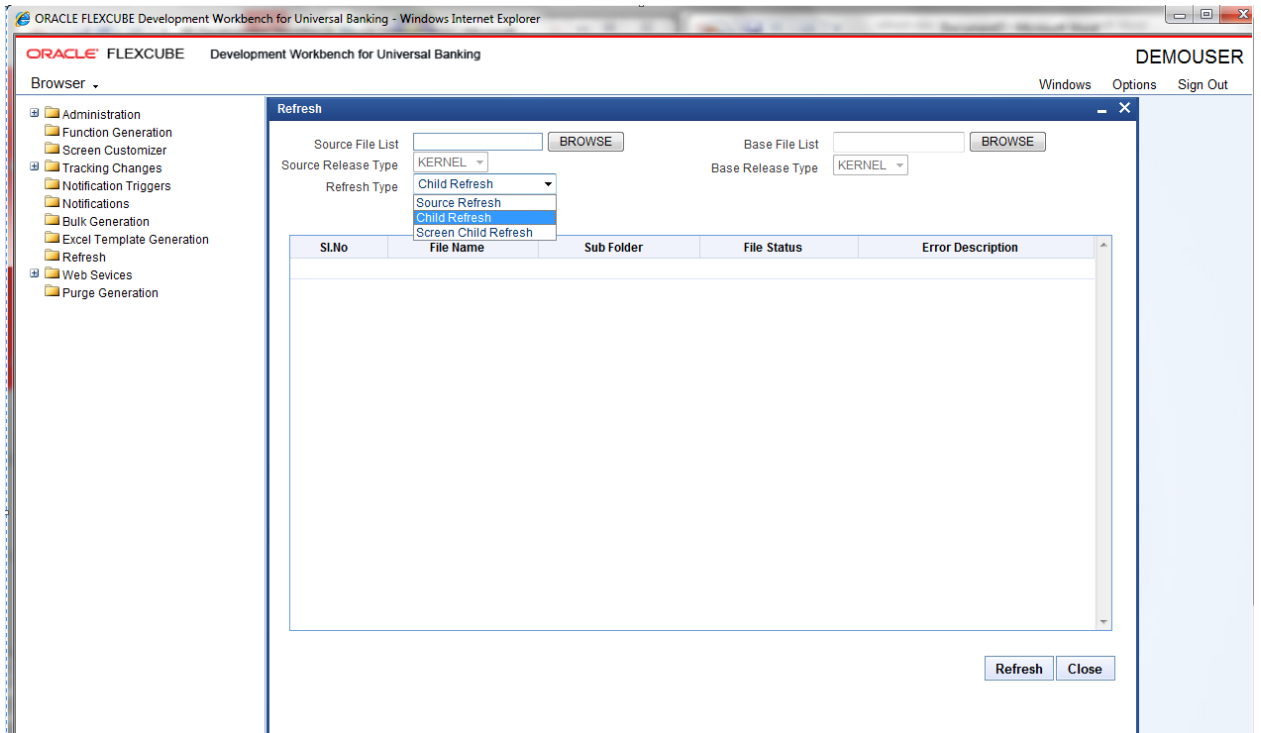 ORACLE FLEXCUBE Development Workbench for Universal Banking - Windows Internet Explorer
ORACLE FLEXCUBE Development Workbench for Universal Banking
DEMOUSER
Browser
Windows Options Sign Out
Administration
Function Generation
Screen Customizer
Tracking Changes
Notification Triggers
Notifications
Bulk Generation
Excel Template Generation
Refresh
Web Sevices
Purge Generation
Refresh
Source File List BROWSE Base File List BROWSE
Source Release Type KERNEL Base Release Type KERNEL
Refresh Type Child Refresh
Source Refresh
Child Refresh
Screen Child Refresh
Sl.No File Name Sub Folder File Status Error Description
Refresh Close